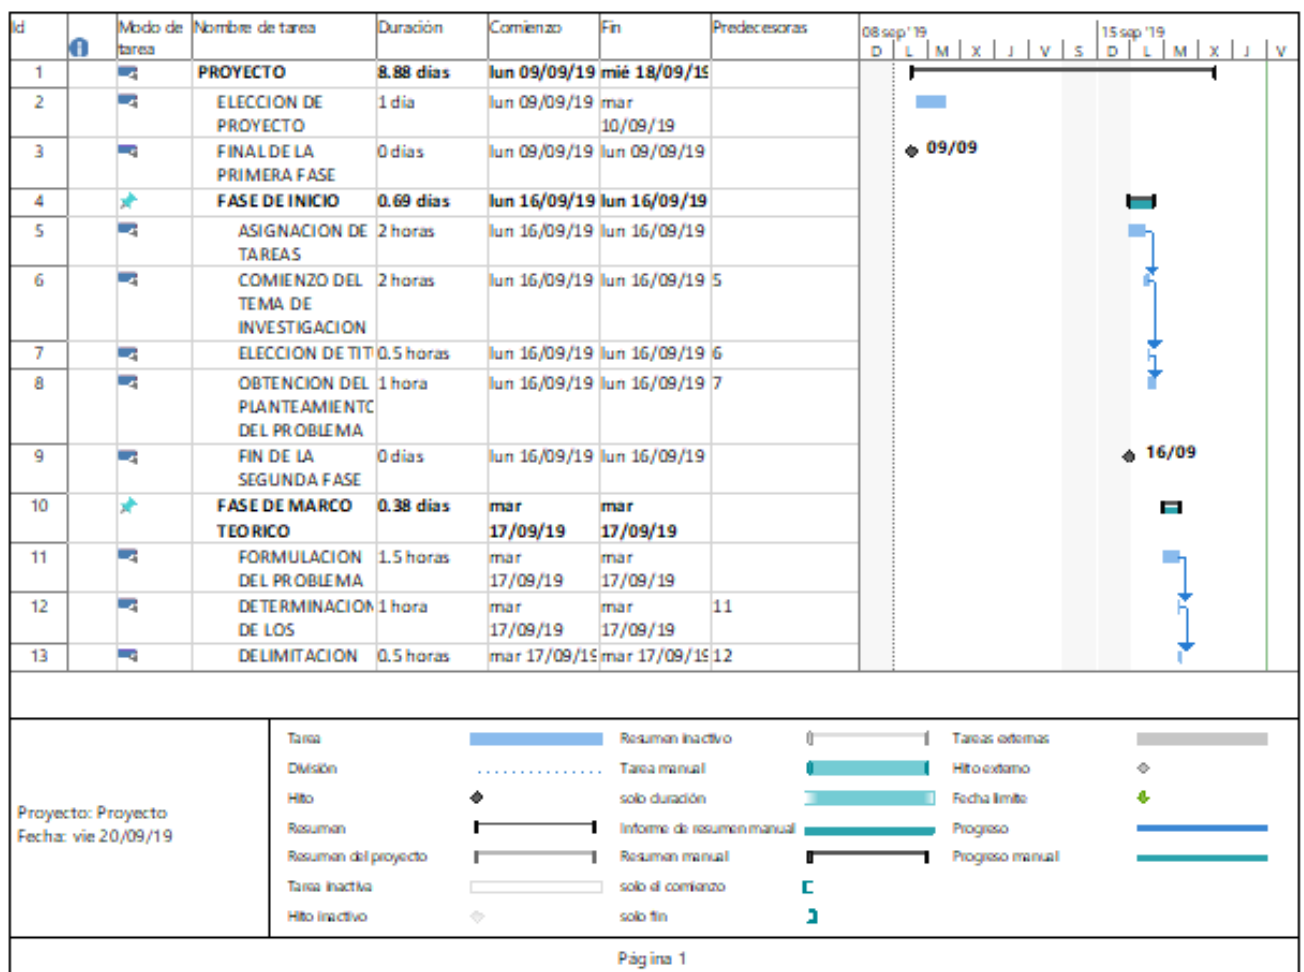 Id
Modo de tarea
Nombre de tarea
Duración
Comienzo
Fin
Predecesoras
08 sep '19
15 sep '19
D L M X J V S D L M X J V
1 PROYECTO 8.88 días lun 09/09/19 mié 18/09/19
2 ELECCION DE 1 día lun 09/09/19 mar
PROYECTO 10/09/19
3 FINAL DE LA 0 días lun 09/09/19 lun 09/09/19 09/09
PRIMERA FASE
4 FASE DE INICIO 0.69 días lun 16/09/19 lun 16/09/19
5 ASIGNACION DE 2 horas lun 16/09/19 lun 16/09/19
TAREAS
6 COMIENZO DEL 2 horas lun 16/09/19 lun 16/09/19 5
TEMA DE
INVESTIGACION
7 ELECCION DE TIT 0.5 horas lun 16/09/19 lun 16/09/19 6
8 OBTENCION DEL 1 hora lun 16/09/19 lun 16/09/19 7
PLANTEAMIENTO
DEL PROBLEMA
9 FIN DE LA 0 días lun 16/09/19 lun 16/09/19 16/09
SEGUNDA FASE
10 FASE DE MARCO 0.38 días mar mar
TEORICO 17/09/19 17/09/19
11 FORMULACION 1.5 horas mar mar
DEL PROBLEMA 17/09/19 17/09/19
12 DETERMINACION 1 hora mar mar 11
DE LOS 17/09/19 17/09/19
13 DELIMITACION 0.5 horas mar 17/09/19 mar 17/09/19 12
Proyecto: Proyecto
Fecha: vie 20/09/19
Tarea
División
Hito
Resumen
Resumen del proyecto
Tarea inactiva
Hito inactivo
Resumen inactivo
Tarea manual
solo duración
Informe de resumen manual
Resumen manual
solo el comienzo
solo fin
Tareas externas
Hito externo
Fecha límite
Progreso
Progreso manual
Página 1